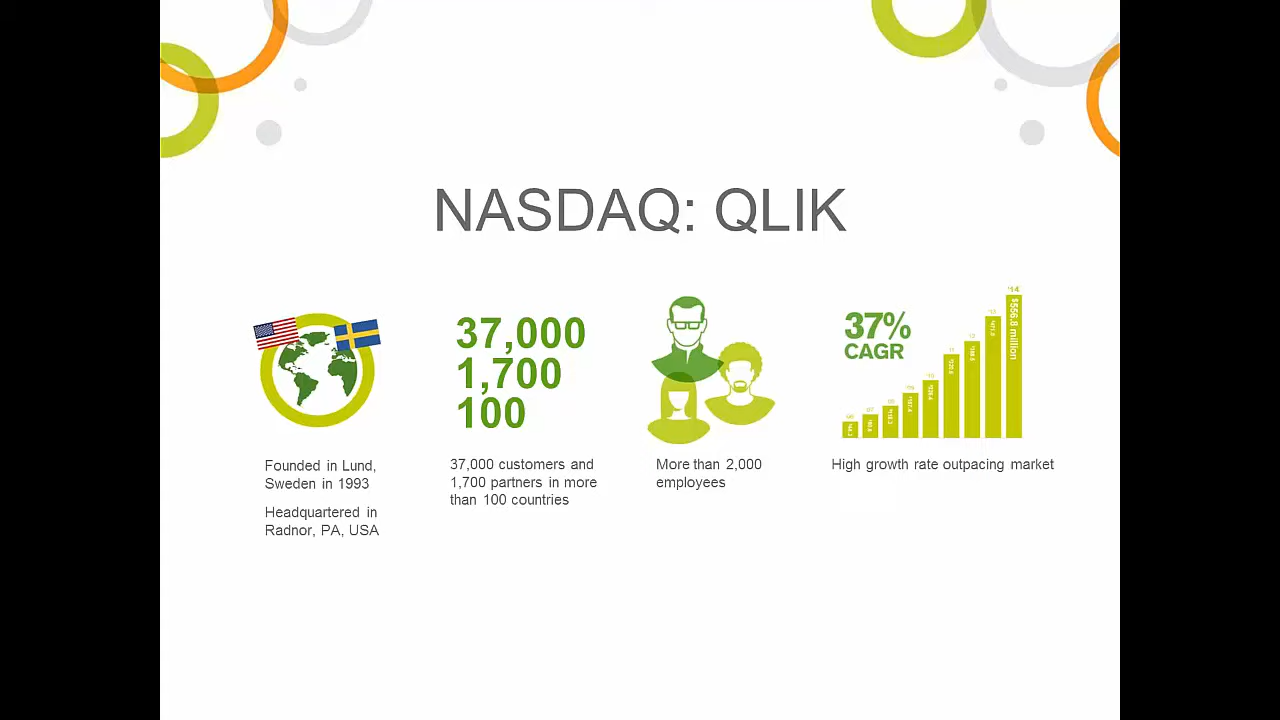 NASDAQ: QLIK
37,000
1,700
100
37%
CAGR
'14
$556.8 million
Founded in Lund,
Sweden in 1993
Headquartered in
Radnor, PA, USA
37,000 customers and
1,700 partners in more
than 100 countries
More than 2,000
employees
High growth rate outpacing market